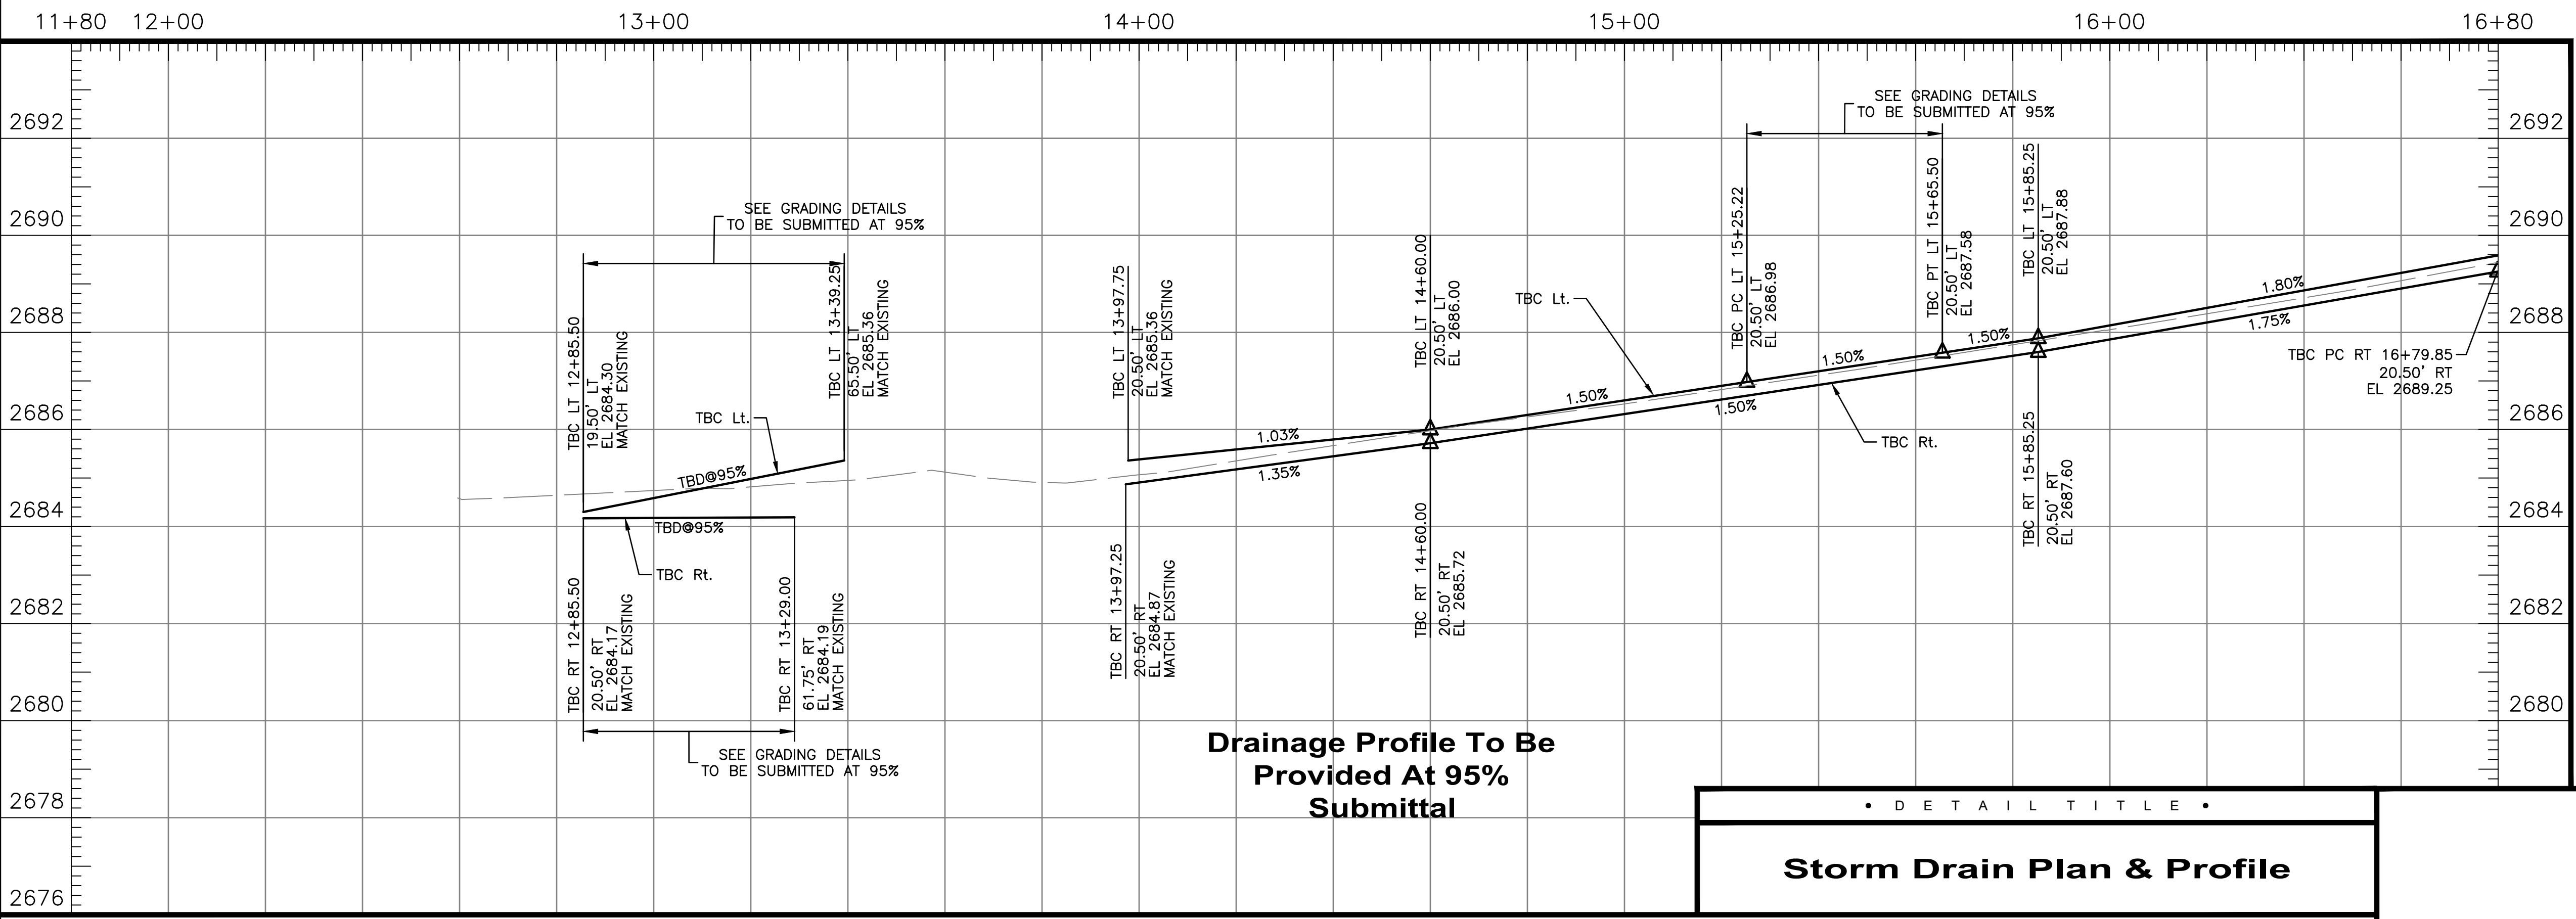 11+80 12+00 13+00 14+00 15+00 16+00 16+80
2692
2690
2688
2686
2684
2682
2680
2678
2676
SEE GRADING DETAILS
TO BE SUBMITTED AT 95%
TBC LT 12+85.50
19.50' LT
EL 2684.30
MATCH EXISTING
TBC LT 13+39.25
65.50' LT
EL 2685.36
MATCH EXISTING
TBC Lt.
TBD@95%
TBD@95%
TBC Rt.
TBC RT 12+85.50
20.50' RT
EL 2684.17
MATCH EXISTING
TBC RT 13+29.00
61.75' RT
EL 2684.19
MATCH EXISTING
SEE GRADING DETAILS
TO BE SUBMITTED AT 95%
TBC LT 13+97.75
20.50' LT
EL 2685.36
MATCH EXISTING
TBC RT 13+97.25
20.50' RT
EL 2684.87
MATCH EXISTING
1.03%
1.35%
TBC LT 14+60.00
20.50' LT
EL 2686.00
TBC RT 14+60.00
20.50' RT
EL 2685.72
TBC Lt.
1.50%
1.50%
SEE GRADING DETAILS
TO BE SUBMITTED AT 95%
TBC PC LT 15+25.22
20.50' LT
EL 2686.98
1.50%
TBC Rt.
TBC PT LT 15+65.50
20.50' LT
EL 2687.58
1.50%
TBC LT 15+85.25
20.50' LT
EL 2687.88
TBC RT 15+85.25
20.50' RT
EL 2687.60
1.80%
1.75%
TBC PC RT 16+79.85
20.50' RT
EL 2689.25
2692
2690
2688
2686
2684
2682
2680
Drainage Profile To Be
Provided At 95%
Submittal
• DETAIL TITLE •
Storm Drain Plan & Profile